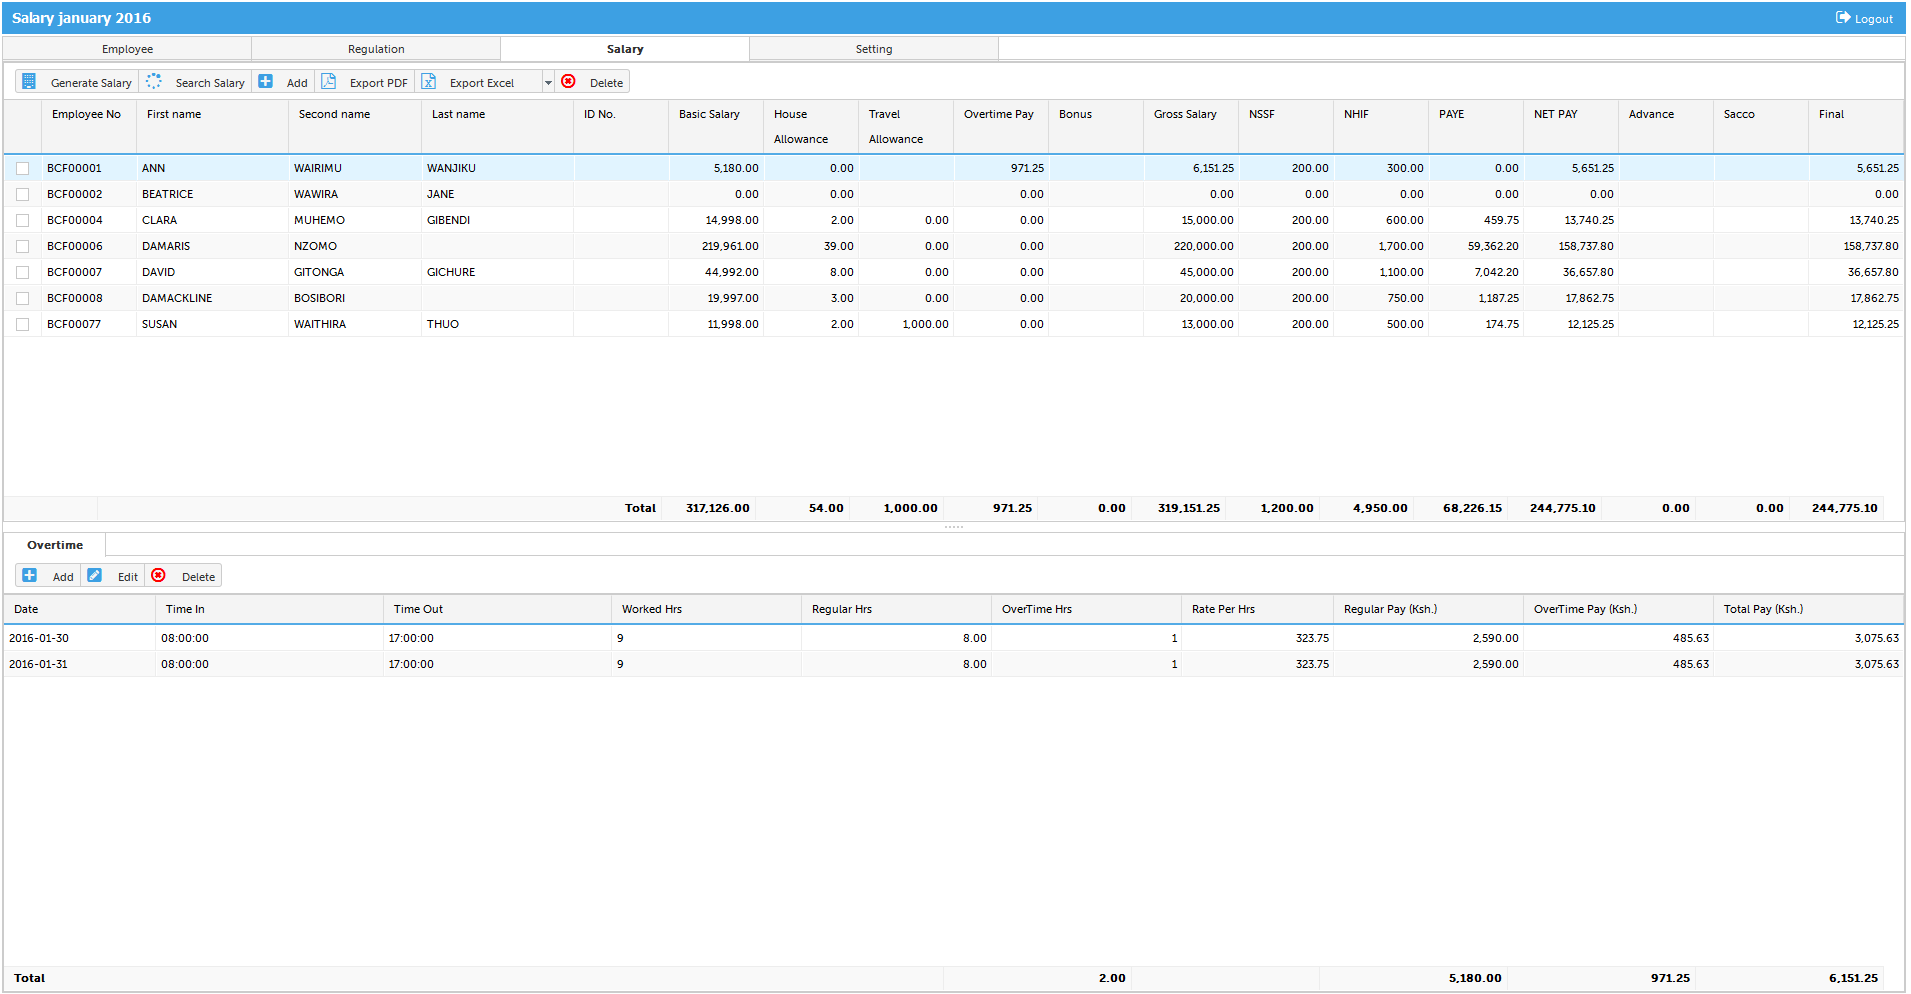 Salary january 2016
Logout
Employee Regulation Salary Setting
Generate Salary Search Salary Add Export PDF Export Excel Delete
Employee No First name Second name Last name ID No. Basic Salary House Allowance Travel Allowance Overtime Pay Bonus Gross Salary NSSF NHIF PAYE NET PAY Advance Sacco Final
BCF00001 ANN WAIRIMU WANJIKU 5,180.00 0.00 971.25 6,151.25 200.00 300.00 0.00 5,651.25 5,651.25
BCF00002 BEATRICE WAWIRA JANE 0.00 0.00 0.00 0.00 0.00 0.00 0.00 0.00 0.00
BCF00004 CLARA MUHEMO GIBENDI 14,998.00 2.00 0.00 0.00 15,000.00 200.00 600.00 459.75 13,740.25 13,740.25
BCF00006 DAMARIS NZOMO 219,961.00 39.00 0.00 0.00 220,000.00 200.00 1,700.00 59,362.20 158,737.80 158,737.80
BCF00007 DAVID GITONGA GICHURE 44,992.00 8.00 0.00 0.00 45,000.00 200.00 1,100.00 7,042.20 36,657.80 36,657.80
BCF00008 DAMACKLINE BOSIBORI 19,997.00 3.00 0.00 0.00 20,000.00 200.00 750.00 1,187.25 17,862.75 17,862.75
BCF00077 SUSAN WAITHIRA THUO 11,998.00 2.00 1,000.00 0.00 13,000.00 200.00 500.00 174.75 12,125.25 12,125.25
Total 317,126.00 54.00 1,000.00 971.25 0.00 319,151.25 1,200.00 4,950.00 68,226.15 244,775.10 0.00 0.00 244,775.10
Overtime
Add Edit Delete
Date Time In Time Out Worked Hrs Regular Hrs OverTime Hrs Rate Per Hrs Regular Pay (Ksh.) OverTime Pay (Ksh.) Total Pay (Ksh.)
2016-01-30 08:00:00 17:00:00 9 8.00 1 323.75 2,590.00 485.63 3,075.63
2016-01-31 08:00:00 17:00:00 9 8.00 1 323.75 2,590.00 485.63 3,075.63
Total 2.00 5,180.00 971.25 6,151.25